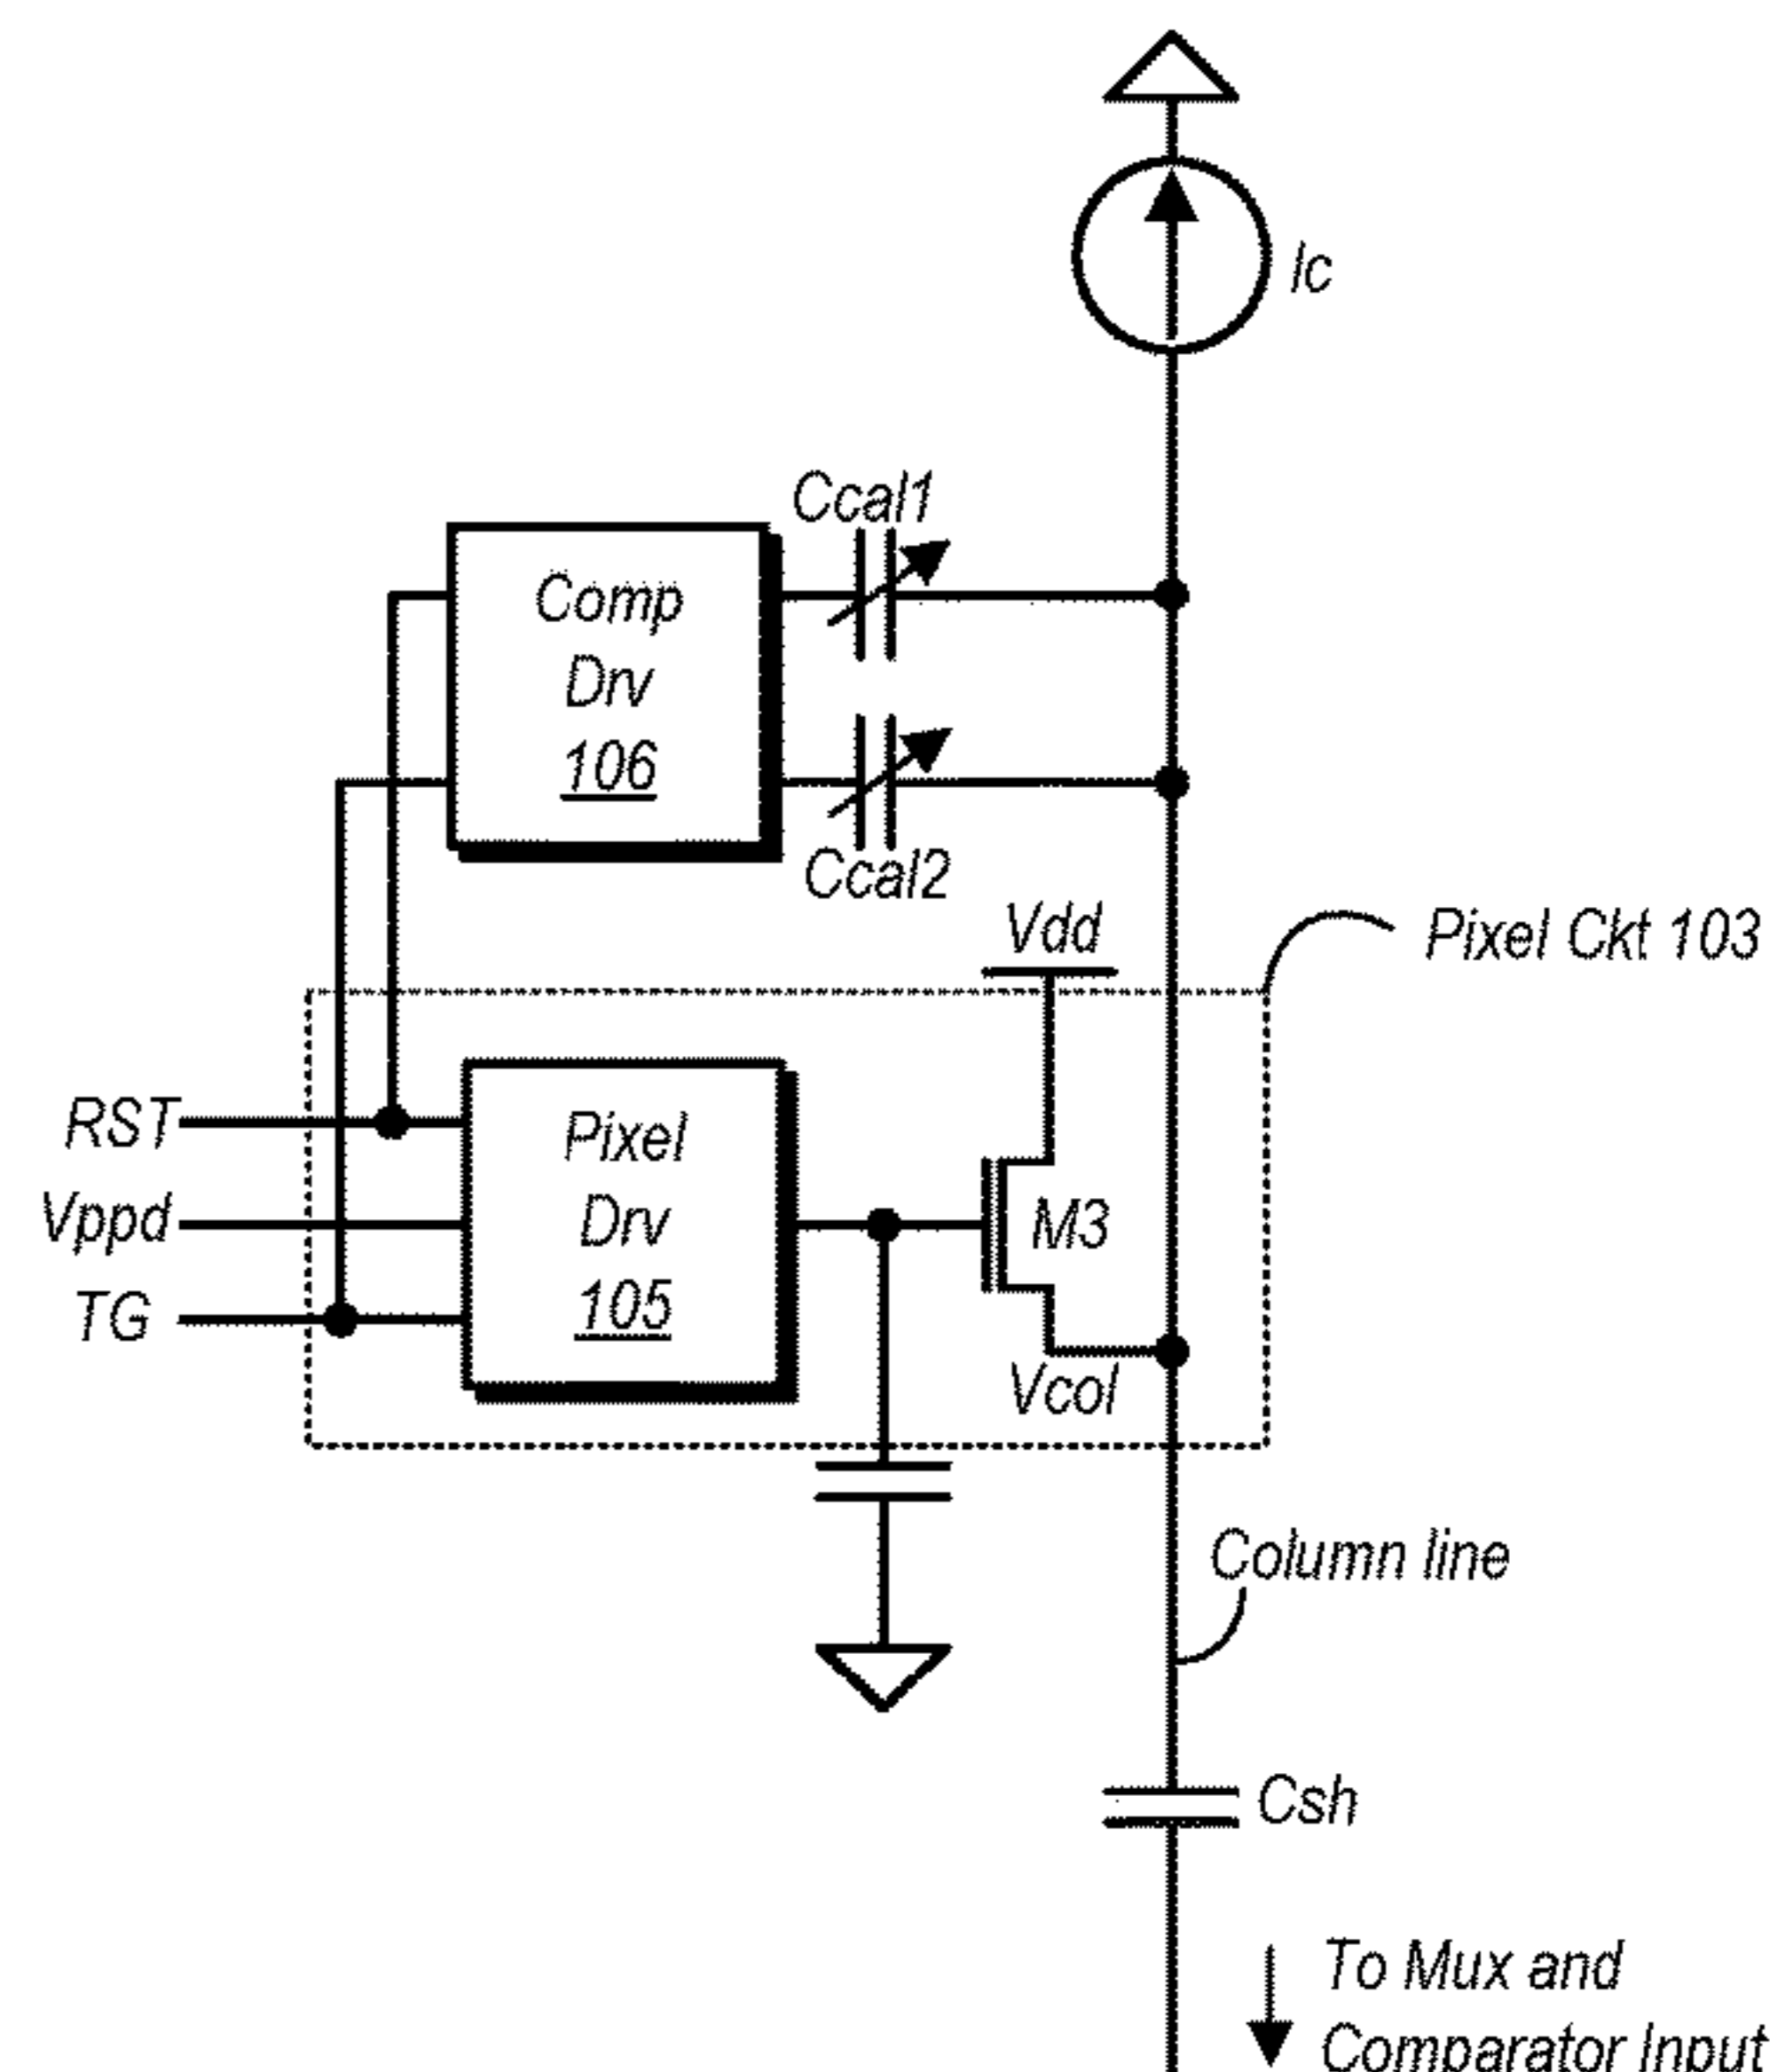 Ic
Ccal1
Comp
Drv
106
Ccal2
Vdd
Pixel Ckt 103
RST
Pixel
Vppd
Drv
M3
TG
105
Vcol
Column line
Csh
To Mux and
Comparator Input